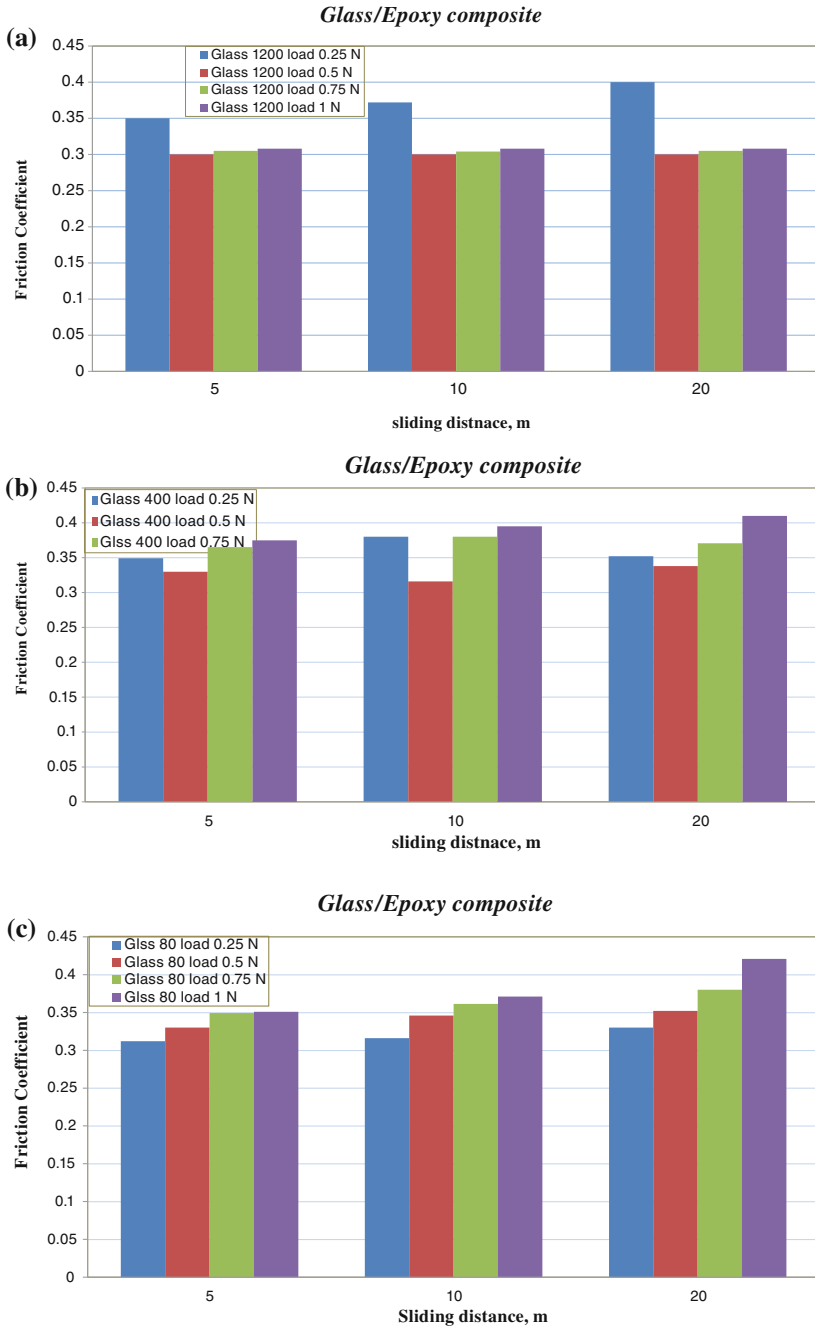 Glass/Epoxy composite
(a)
Glass 1200 load 0.25 N
Glass 1200 load 0.5 N
Glass 1200 load 0.75 N
Glass 1200 load 1 N
0.45
0.4
0.35
0.3
0.25
0.2
0.15
0.1
0.05
0
Friction Coefficient
5
10
20
sliding distnace, m
Glass/Epoxy composite
(b)
Glass 400 load 0.25 N
Glass 400 load 0.5 N
Glss 400 load 0.75 N
0.45
0.4
0.35
0.3
0.25
0.2
0.15
0.1
0.05
0
Friction Coefficient
5
10
20
sliding distnace, m
Glass/Epoxy composite
(c)
Glss 80 load 0.25 N
Glass 80 load 0.5 N
Glass 80 load 0.75 N
Glss 80 load 1 N
0.45
0.4
0.35
0.3
0.25
0.2
0.15
0.1
0.05
0
Friction Coefficient
5
10
20
Sliding distance, m